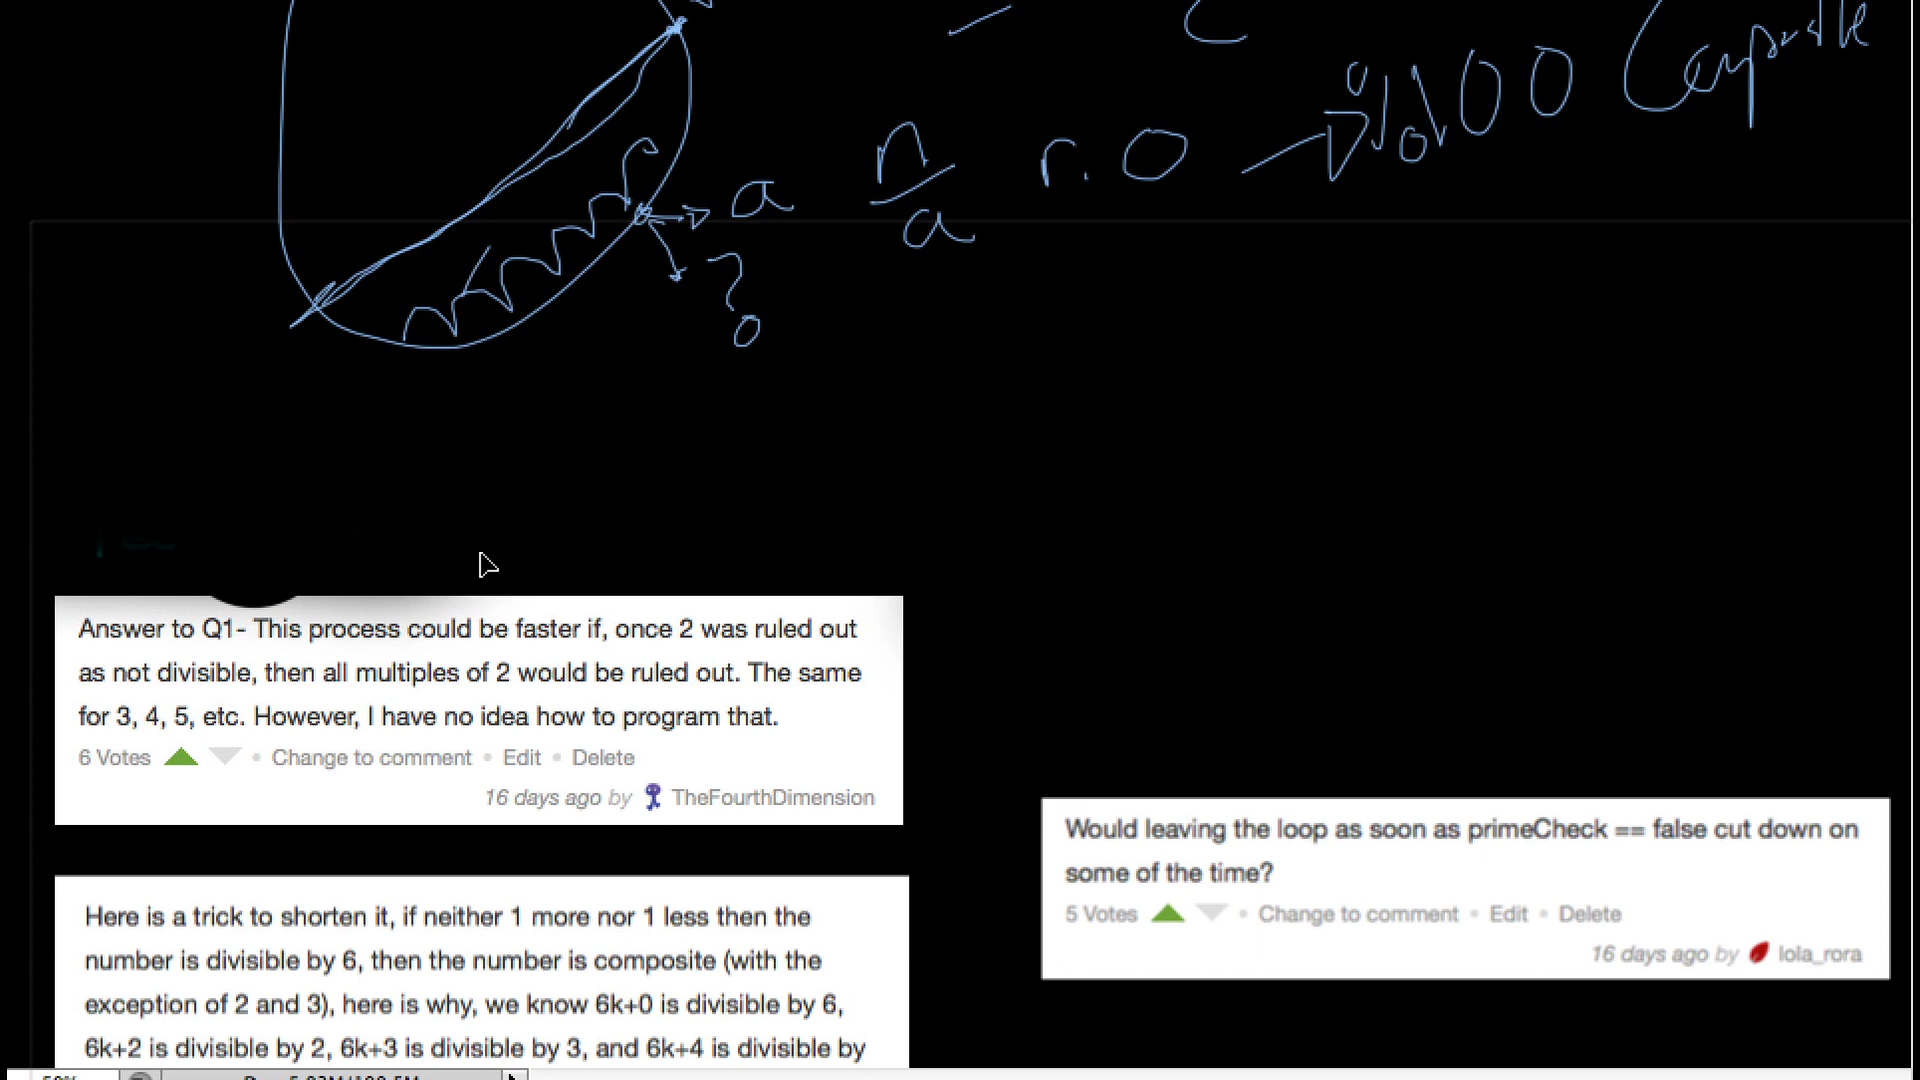 n
a
r. 0
%100 Composite
a
?
Answer to Q1- This process could be faster if, once 2 was ruled out
as not divisible, then all multiples of 2 would be ruled out. The same
for 3, 4, 5, etc. However, I have no idea how to program that.
6 Votes • Change to comment • Edit • Delete
16 days ago by TheFourthDimension
Would leaving the loop as soon as primeCheck == false cut down on
some of the time?
5 Votes • Change to comment • Edit • Delete
16 days ago by lola_rora
Here is a trick to shorten it, if neither 1 more nor 1 less then the
number is divisible by 6, then the number is composite (with the
exception of 2 and 3), here is why, we know 6k+0 is divisible by 6,
6k+2 is divisible by 2, 6k+3 is divisible by 3, and 6k+4 is divisible by